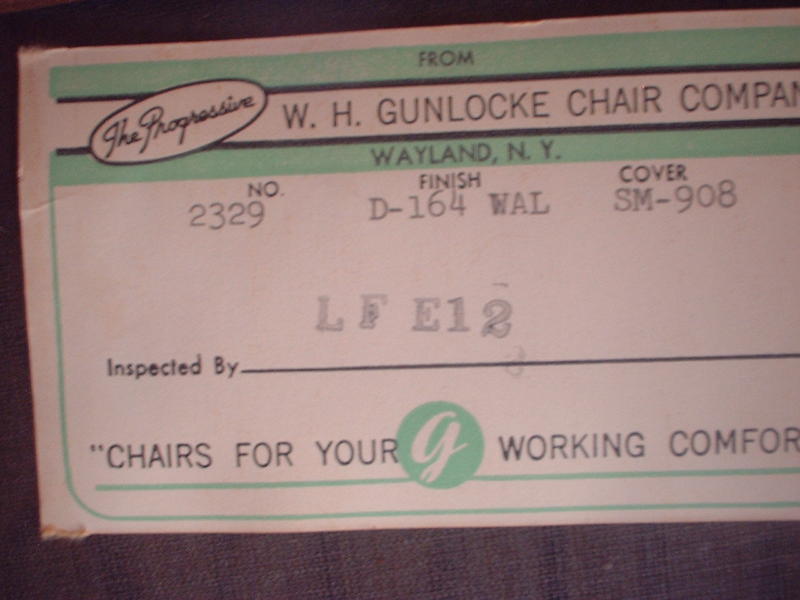 FROM
The Progressive W. H. GUNLOCKE CHAIR COMPAN
WAYLAND, N. Y.
NO. FINISH COVER
2329 D-164 WAL SM-908
LF E12
Inspected By
"CHAIRS FOR YOUR g WORKING COMFOR